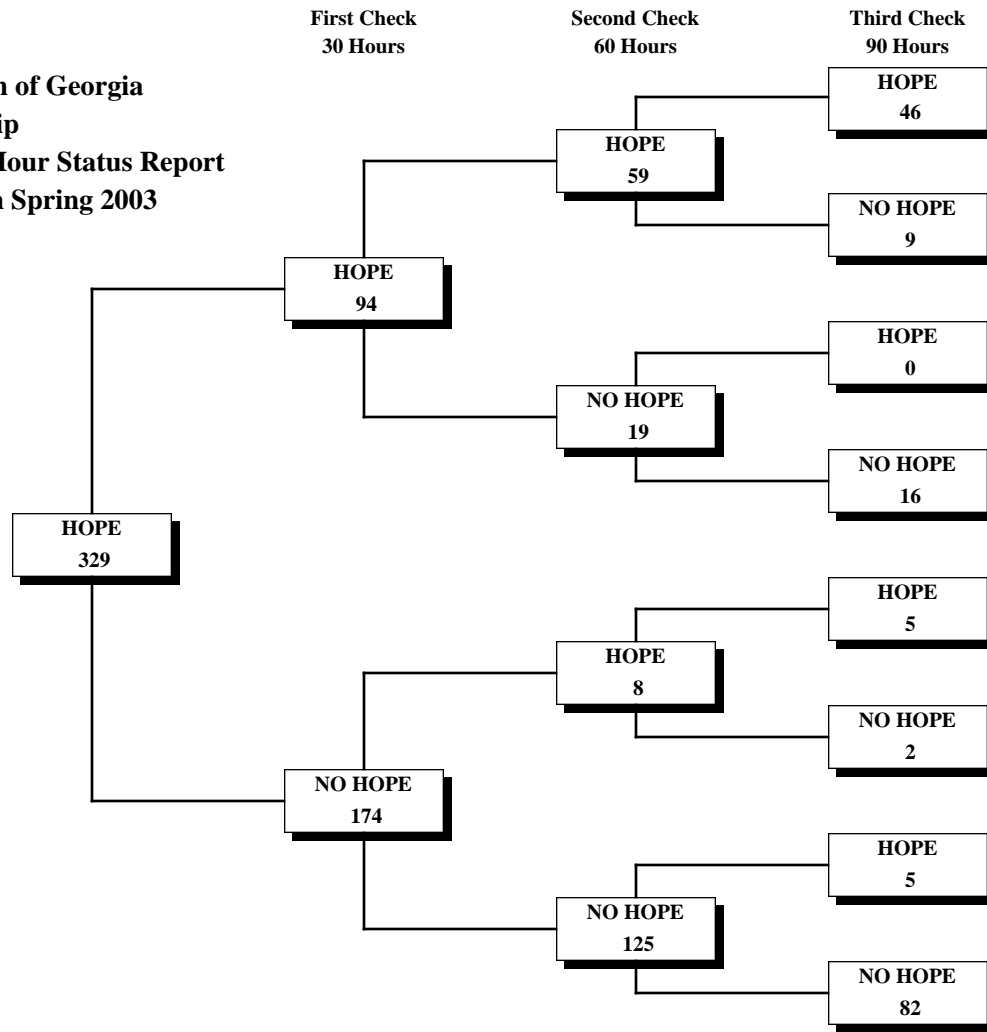 First Check
30 Hours
Second Check
60 Hours
Third Check
90 Hours
of Georgia
Status Report
Spring 2003
HOPE
46
HOPE
59
NO HOPE
9
HOPE
94
HOPE
0
NO HOPE
19
NO HOPE
16
HOPE
329
HOPE
5
HOPE
8
NO HOPE
2
NO HOPE
174
HOPE
5
NO HOPE
125
NO HOPE
82